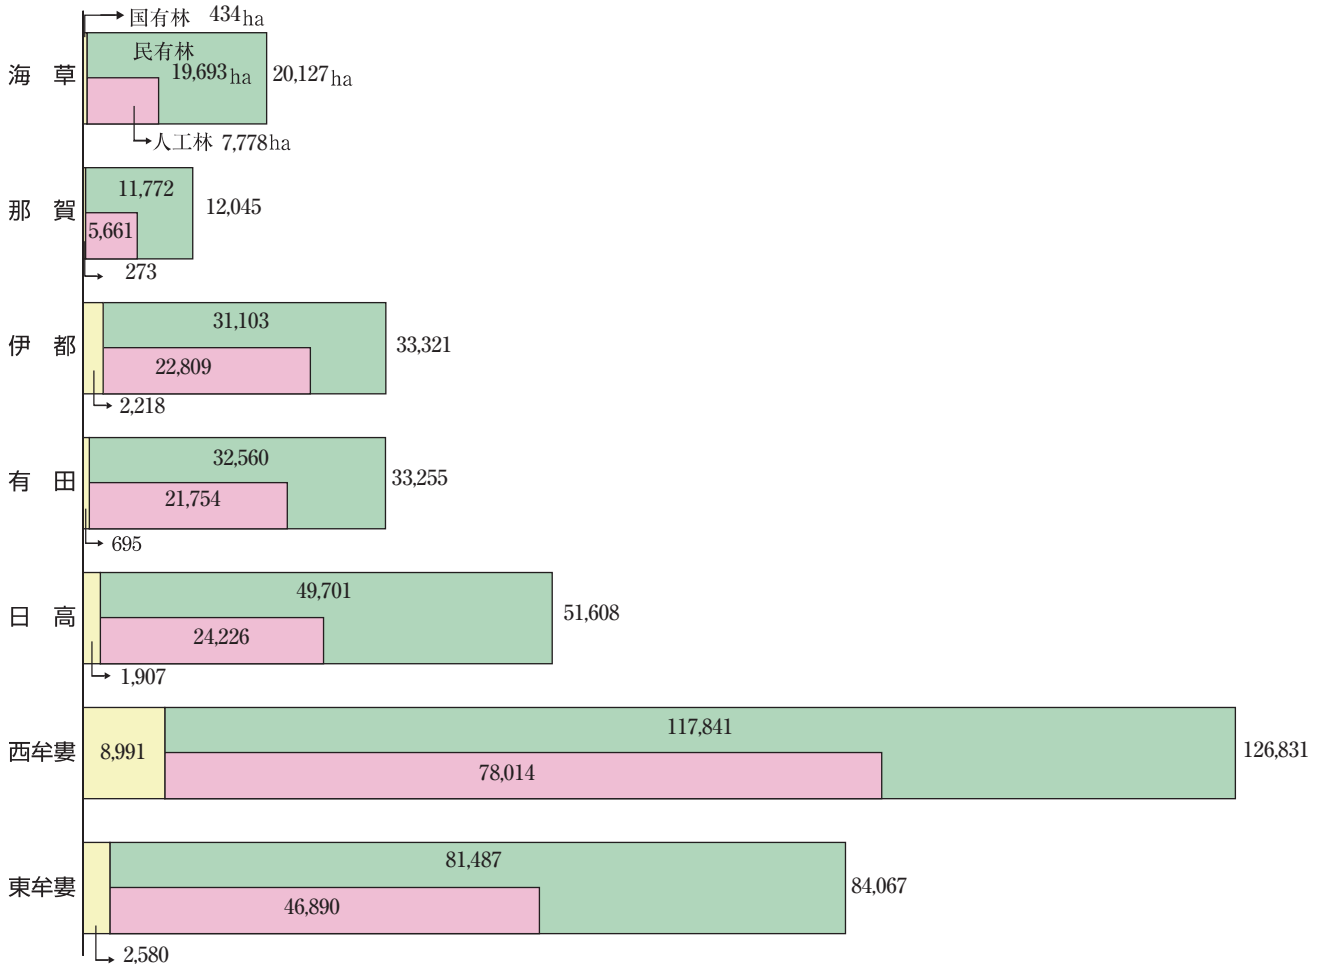 国有林 434ha
民有林
19,693ha
海 草
20,127ha
人工林 7,778ha
11,772
那 賀
12,045
5,661
273
31,103
伊 都
33,321
22,809
2,218
32,560
有 田
33,255
21,754
695
49,701
日 高
51,608
24,226
1,907
117,841
西牟婁
8,991
126,831
78,014
81,487
東牟婁
84,067
46,890
2,580